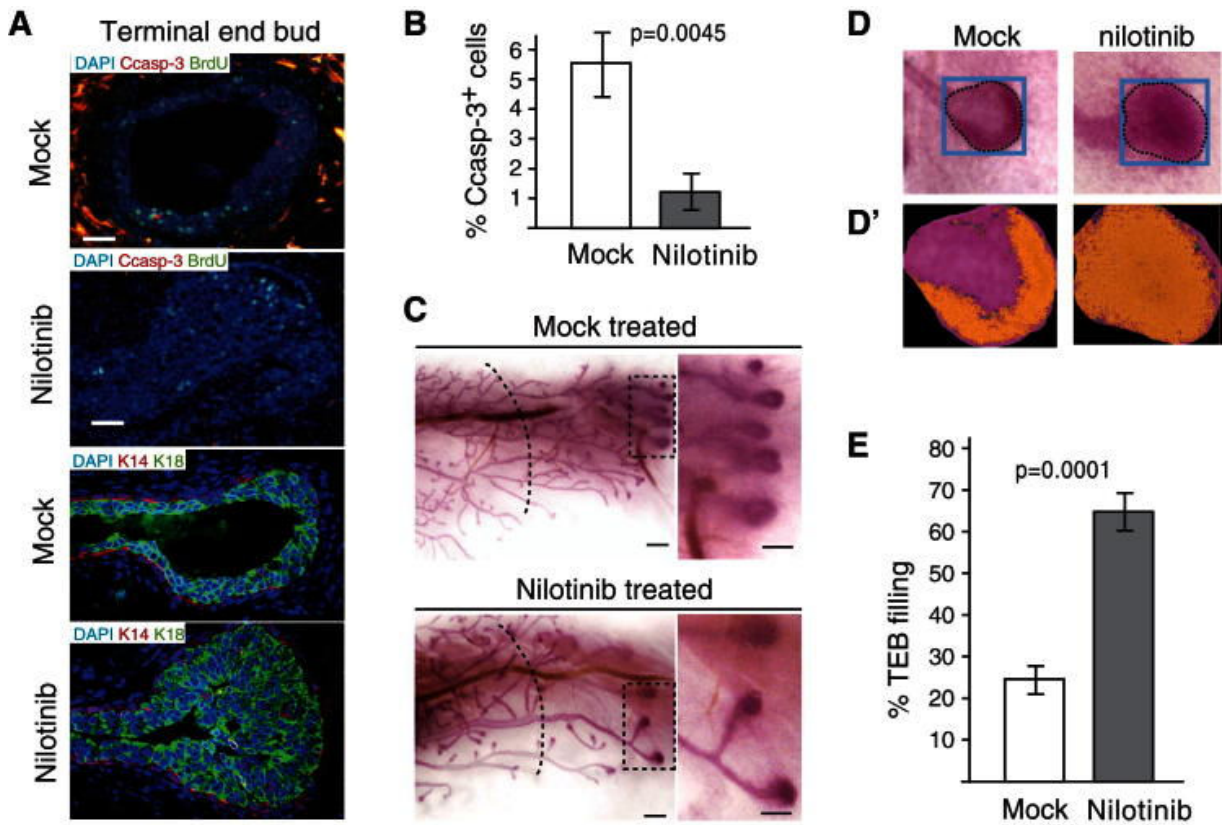 A
Terminal end bud
DAPI Ccasp-3 BrdU
Mock
DAPI Ccasp-3 BrdU
Nilotinib
DAPI K14 K18
Mock
DAPI K14 K18
Nilotinib
B
p=0.0045
% Ccasp-3+ cells
6
5
4
3
2
1
Mock
Nilotinib
C
Mock treated
Nilotinib treated
D
Mock
nilotinib
D'
E
p=0.0001
% TEB filling
80
70
60
50
40
30
20
10
Mock
Nilotinib